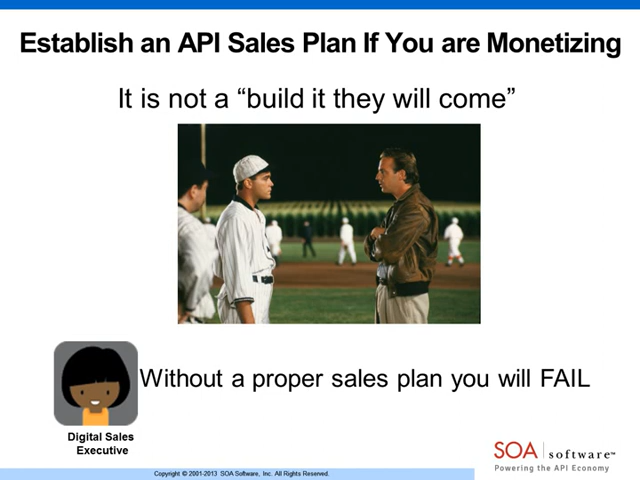 Establish an API Sales Plan If You are Monetizing
It is not a “build it they will come”
Without a proper sales plan you will FAIL
Digital Sales
Executive
SOA software™
Powering the API Economy
Copyright © 2001-2013 SOA Software, Inc. All Rights Reserved.